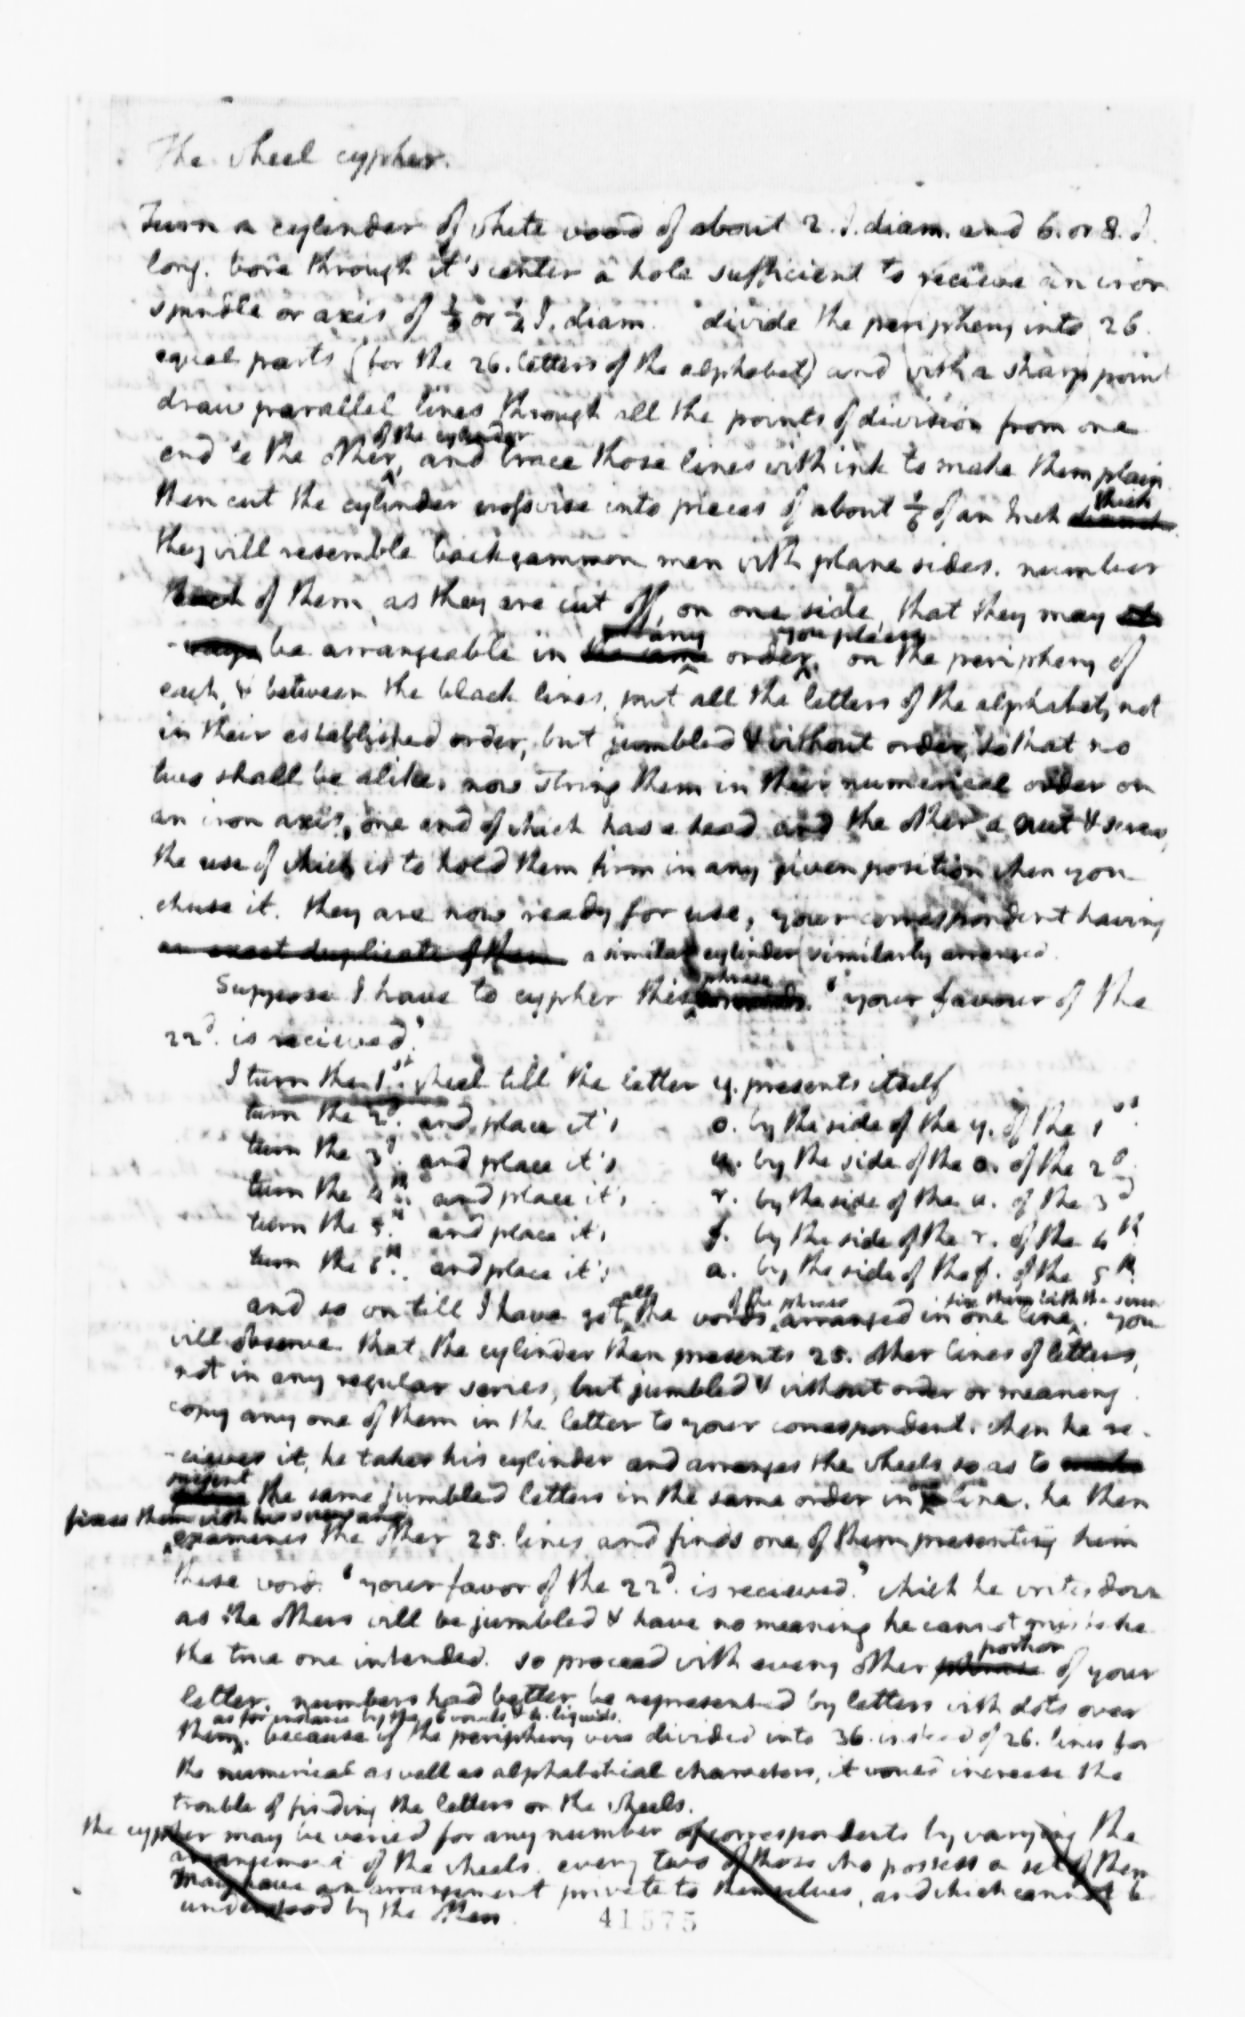 The wheel cypher.
Turn a cylinder of white wood of about 2. I. diam. and 6. or 8. I.
long. bore through it's center a hole sufficient to recieve an iron
spindle or axis of 1/8 or 1/4 I. diam. divide the periphery into 26.
equal parts (for the 26. letters of the alphabet) and with a sharp point
draw parallel lines through all the points of division from one
of the cylinder
end to the other, and trace those lines with ink to make them plain.
then cut the cylinder crosswise into pieces of about 1/6 of an inch thick
they will resemble backgammon men with plane sides. number
each of them, as they are cut off, on one side, that they may
any you please
be arrangeable in the same order. on the periphery of
each, & between the black lines, put all the letters of the alphabet, not
in their established order, but jumbled & without order, so that no
two shall be alike. now string them in their numerical order on
an iron axis, one end of which has a head and the other a nut & screw,
the use of which is to hold them firm in any given position when you
chuse it. they are now ready for use, your correspondent having
an exact duplicate of them a similar cylinder, similarly arranged.
phrase
Suppose I have to cypher this. 'your favour of the
22d. is recieved.'
I turn the 1st. wheel till the letter y. presents itself
turn the 2d. and place it's o. by the side of the y. of the 1st.
turn the 3d. and place it's u. by the side of the o. of the 2d.
turn the 4th. and place it's r. by the side of the u. of the 3d
turn the 5th. and place it's f. by the side of the r. of the 4th.
turn the 6th. and place it's a. by the side of the f. of the 5th.
all of the phrase fix them with the screw
and so on till I have got the words arranged in one line. you
will observe that the cylinder then presents 25. other lines of letters,
not in any regular series, but jumbled & without order or meaning.
copy any one of them in the letter to your correspondent. when he re-
-cieves it, he takes his cylinder and arranges the wheels so as to
present the same jumbled letters in the same order in one line. he then
fixes them with his screw and
examines the other 25. lines and finds one of them presenting him
these words. 'your favor of the 22d. is recieved.' which he writes down
as the others will be jumbled & have no meaning he cannot mistake
the true one intended. so proceed with every other phrase of your
portion
letter. numbers had better be represented by letters with dots over
as for instance by the 6 vowels & 4. liquids.
them. because if the periphery were divided into 36. instead of 26. lines for
the numerical as well as alphabetical characters, it would increase the
trouble of finding the letters on the wheels.
the cypher may be varied for any number of correspondents by varying the
arrangement of the wheels. every two of those who possess a set of them
may have an arrangement private to themselves, and which cannot be
understood by the others
41575